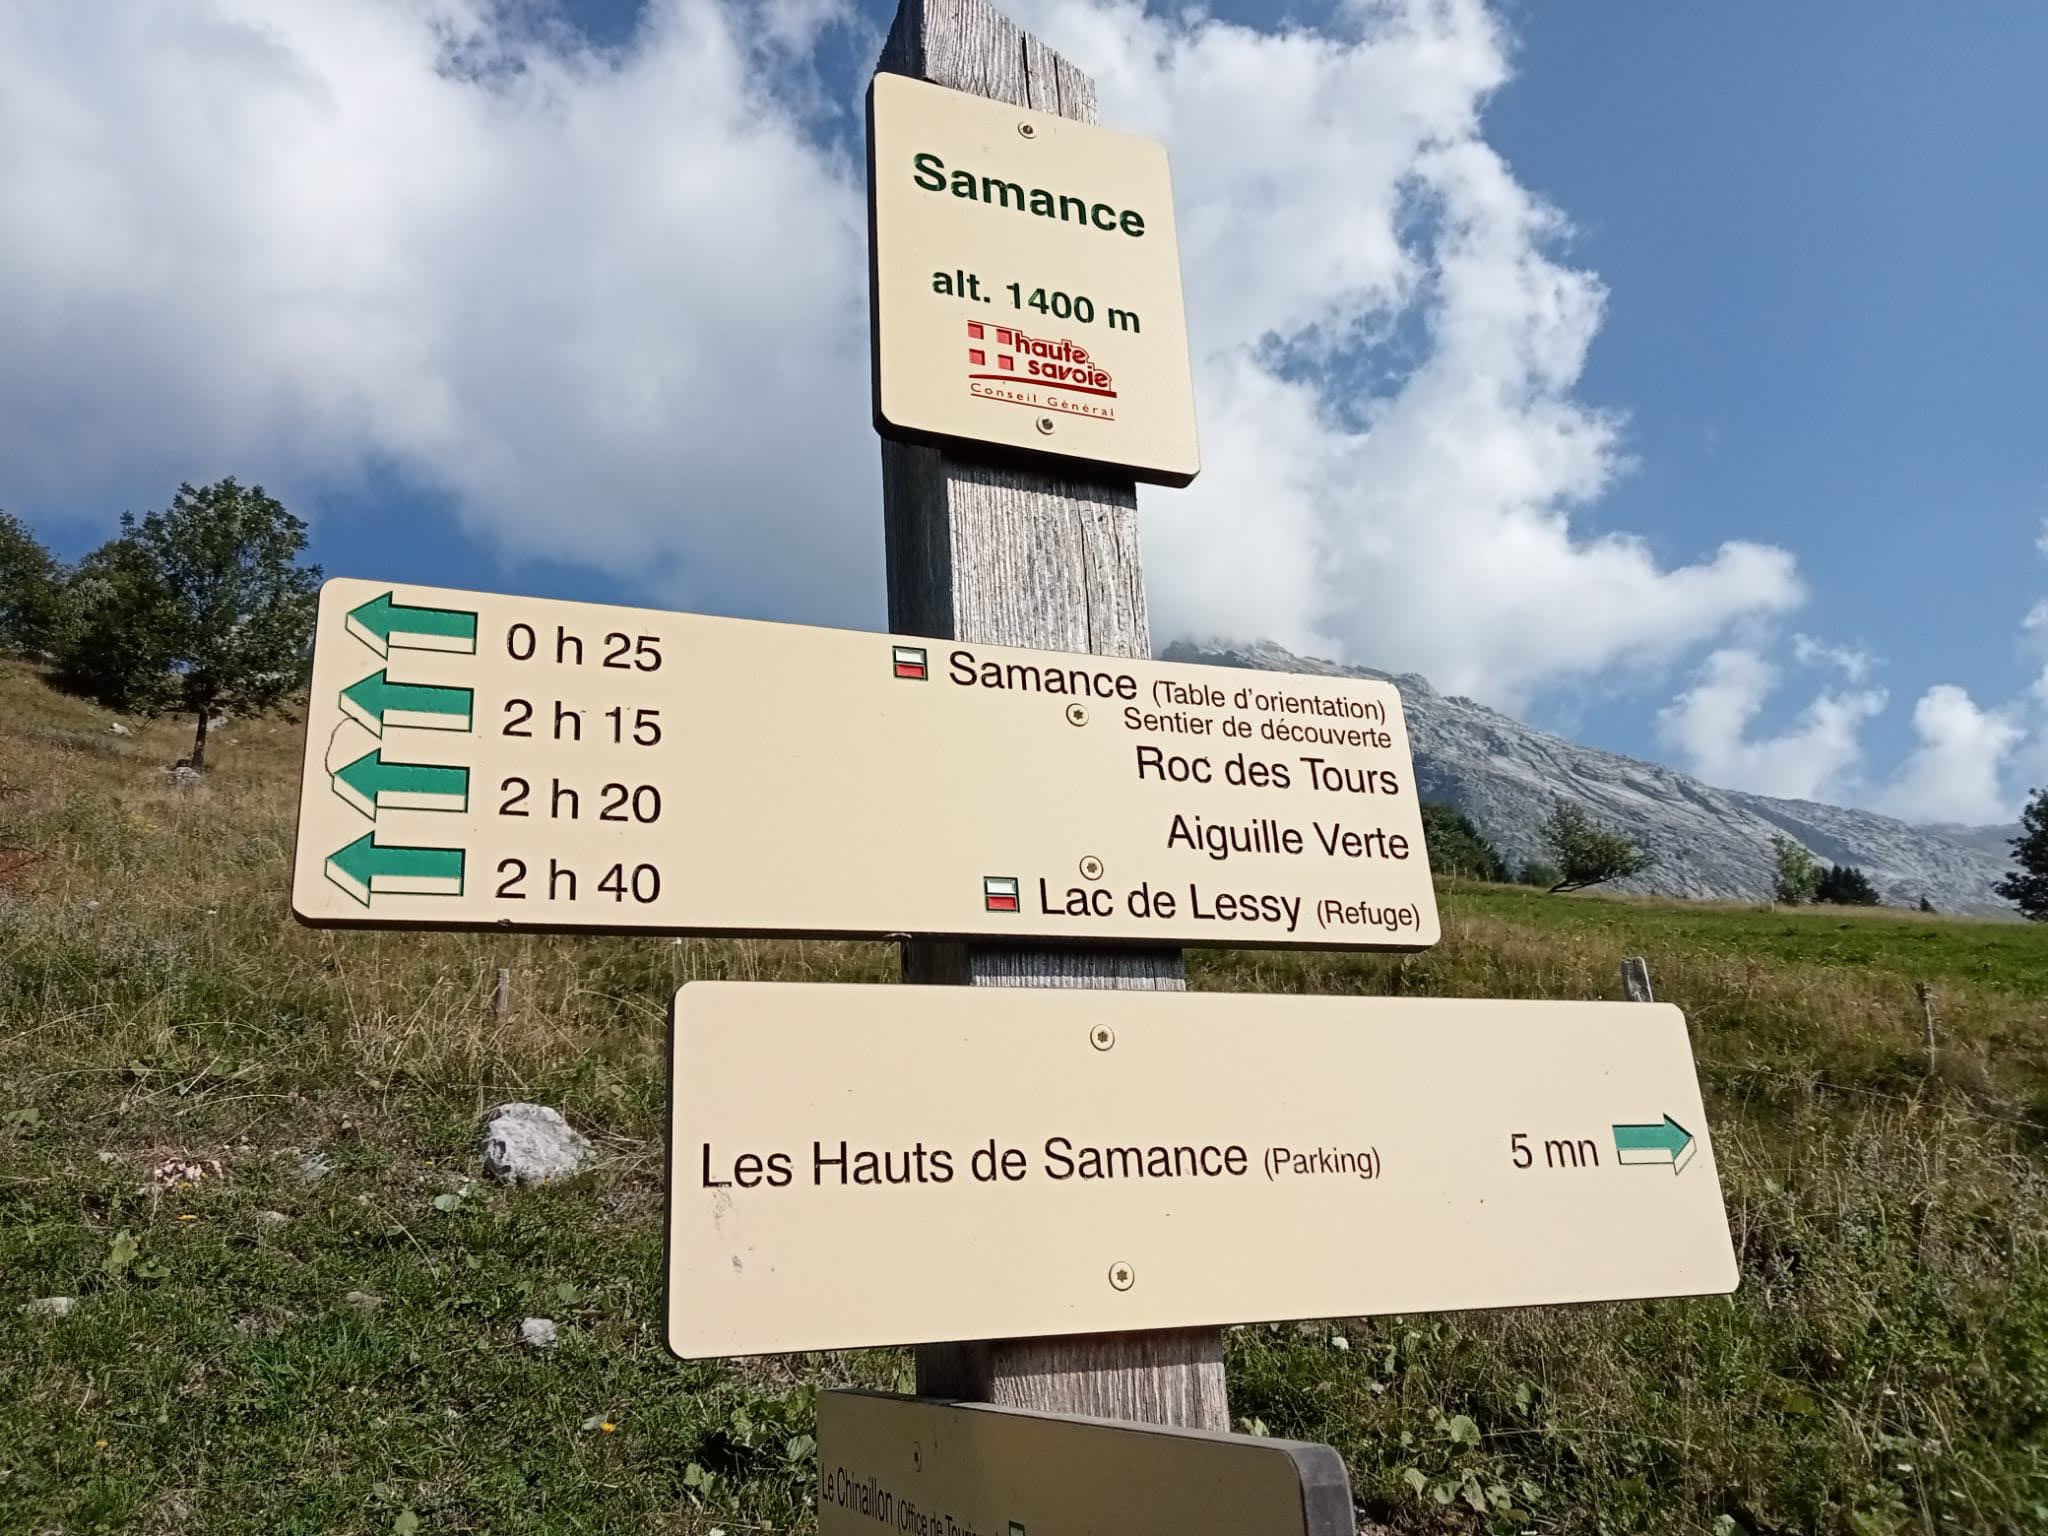 Samance
alt. 1400 m
haute
savoie
Conseil Général
0 h 25 Samance (Table d'orientation)
Sentier de découverte
2 h 15 Roc des Tours
2 h 20 Aiguille Verte
2 h 40 Lac de Lessy (Refuge)
Les Hauts de Samance (Parking) 5 mn
Le Chinaillon (Office de